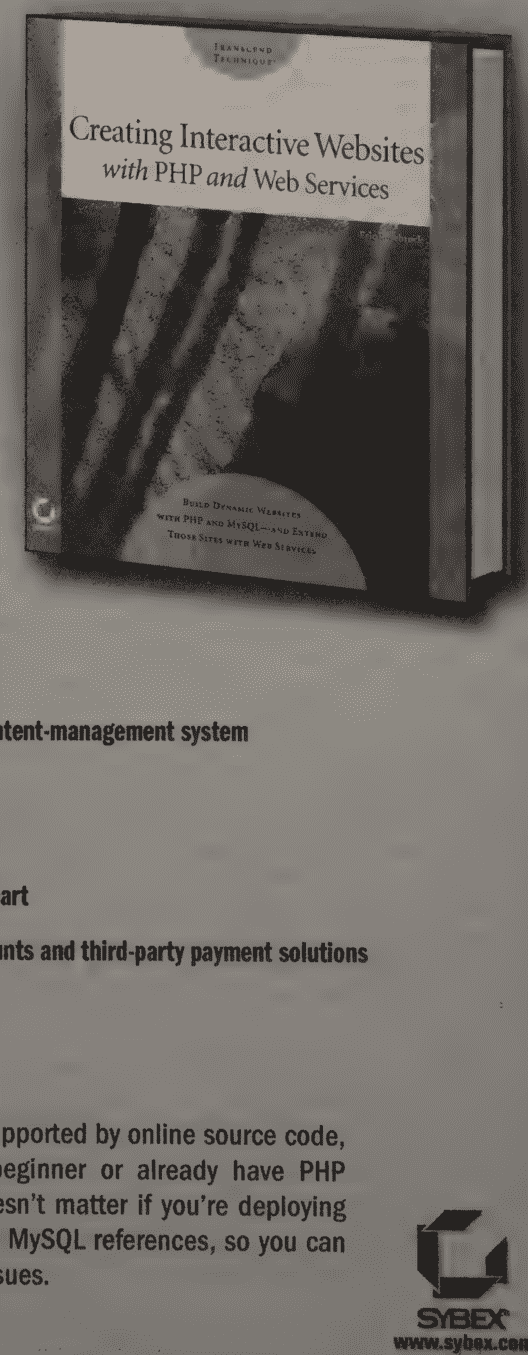 TRANSCEND
TECHNIQUE
Creating Interactive Websites
with PHP and Web Services
BUILD DYNAMIC WEBSITES
WITH PHP AND MYSQL—AND EXTEND
THOSE SITES WITH WEB SERVICES
ntent-management system
art
unts and third-party payment solutions
pported by online source code,
beginner or already have PHP
esn't matter if you're deploying
MySQL references, so you can
sues.
SYBEX
www.sybex.com